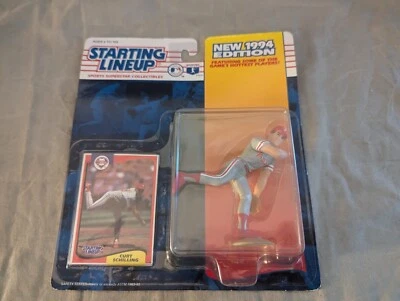 STARTING
LINEUP
SPORTS SUPERSTAR COLLECTIBLES
NEW 1994
EDITION
FEATURING SOME OF THE
GAME'S HOTTEST PLAYERS!
CURT
SCHILLING